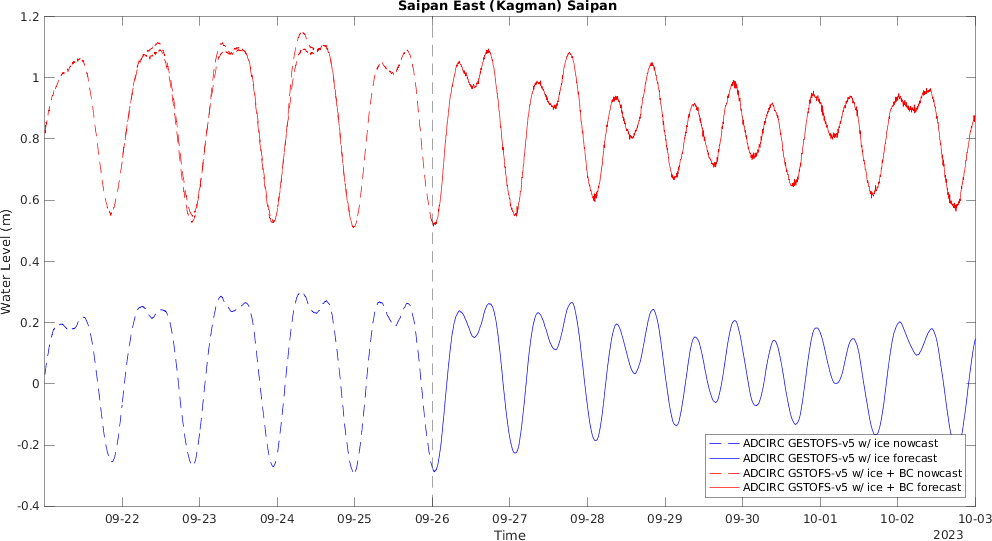 Saipan East (Kagman) Saipan
Water Level (m)
1.2
1
0.8
0.6
0.4
0.2
0
-0.2
-0.4
ADCIRC GESTOFS-v5 w/ ice nowcast
ADCIRC GESTOFS-v5 w/ ice forecast
ADCIRC GSTOFS-v5 w/ ice + BC nowcast
ADCIRC GSTOFS-v5 w/ ice + BC forecast
09-22 09-23 09-24 09-25 09-26 09-27 09-28 09-29 09-30 10-01 10-02 10-03
Time
2023